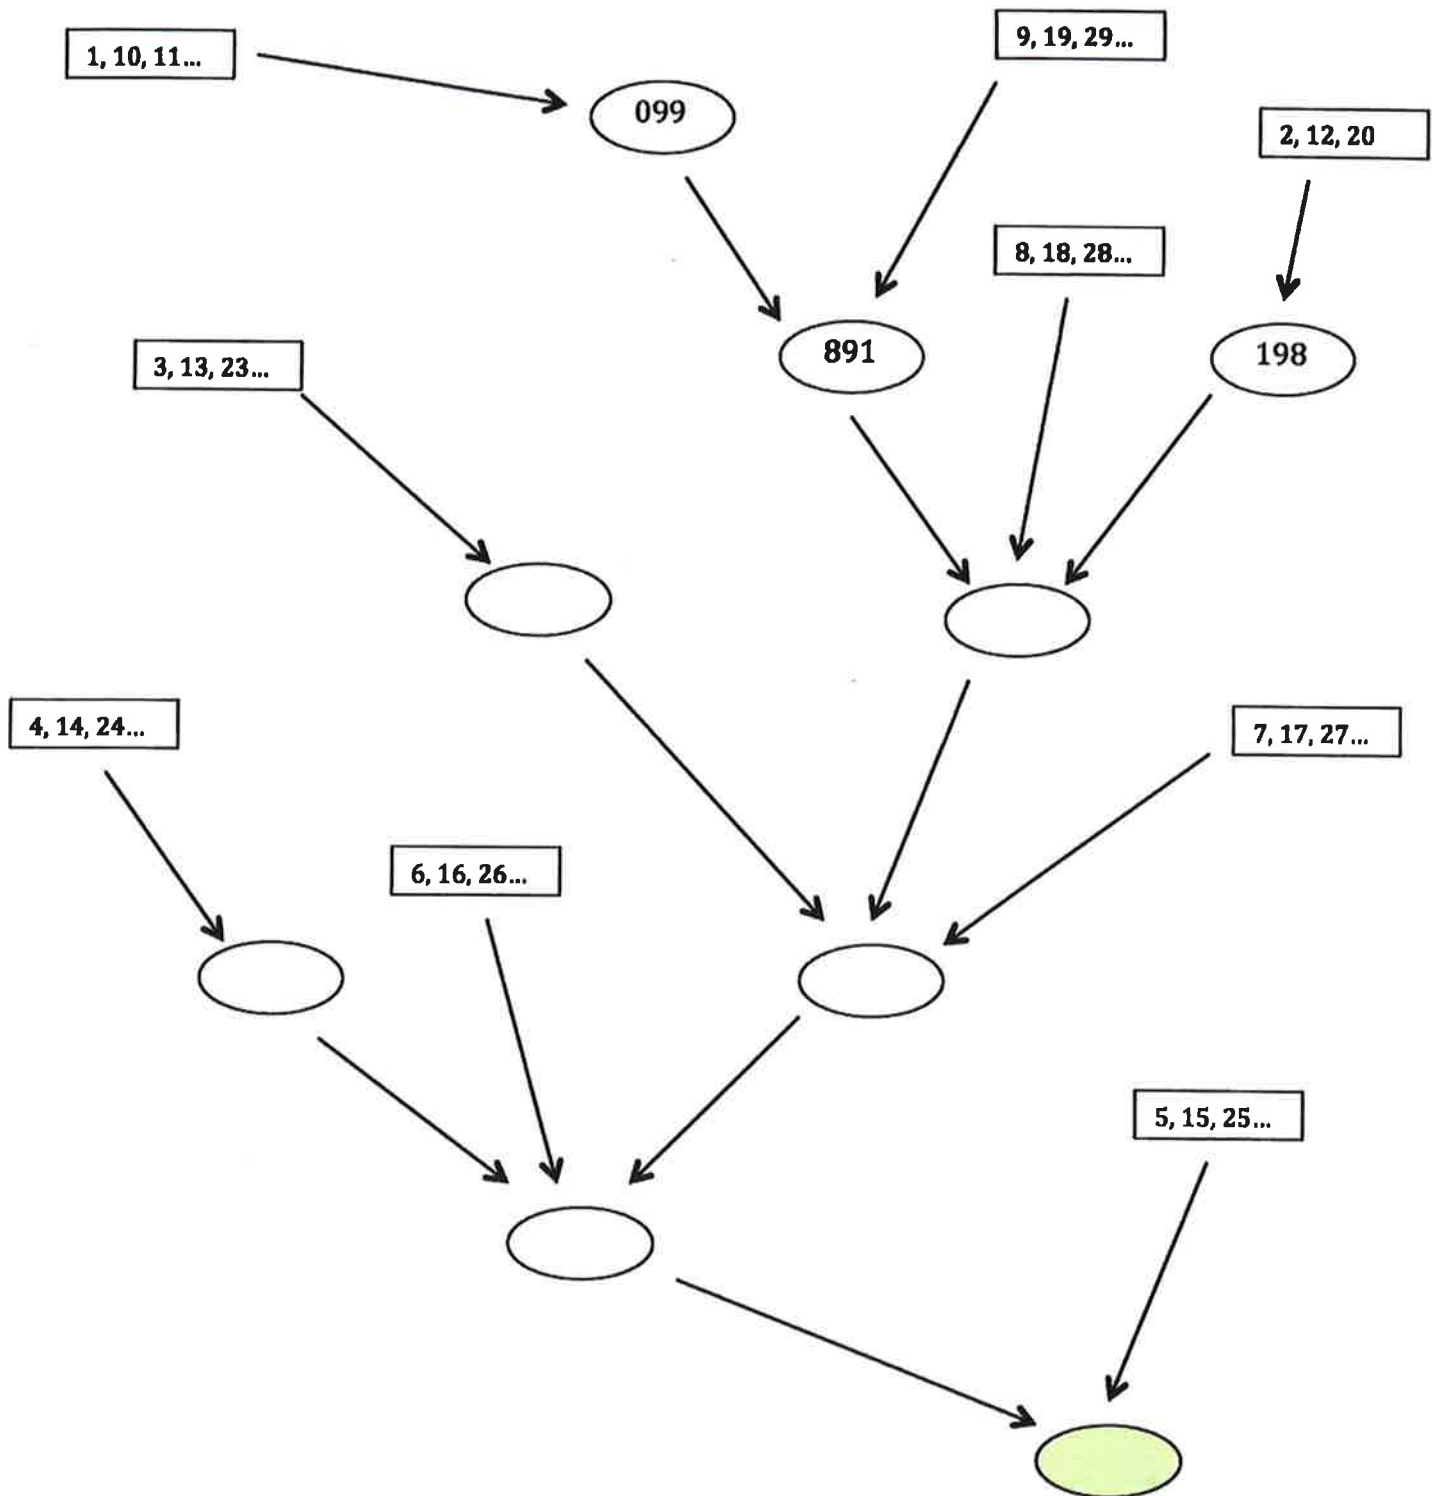 1, 10, 11...
9, 19, 29...
099
2, 12, 20
8, 18, 28...
891
198
3, 13, 23...
4, 14, 24...
7, 17, 27...
6, 16, 26...
5, 15, 25...